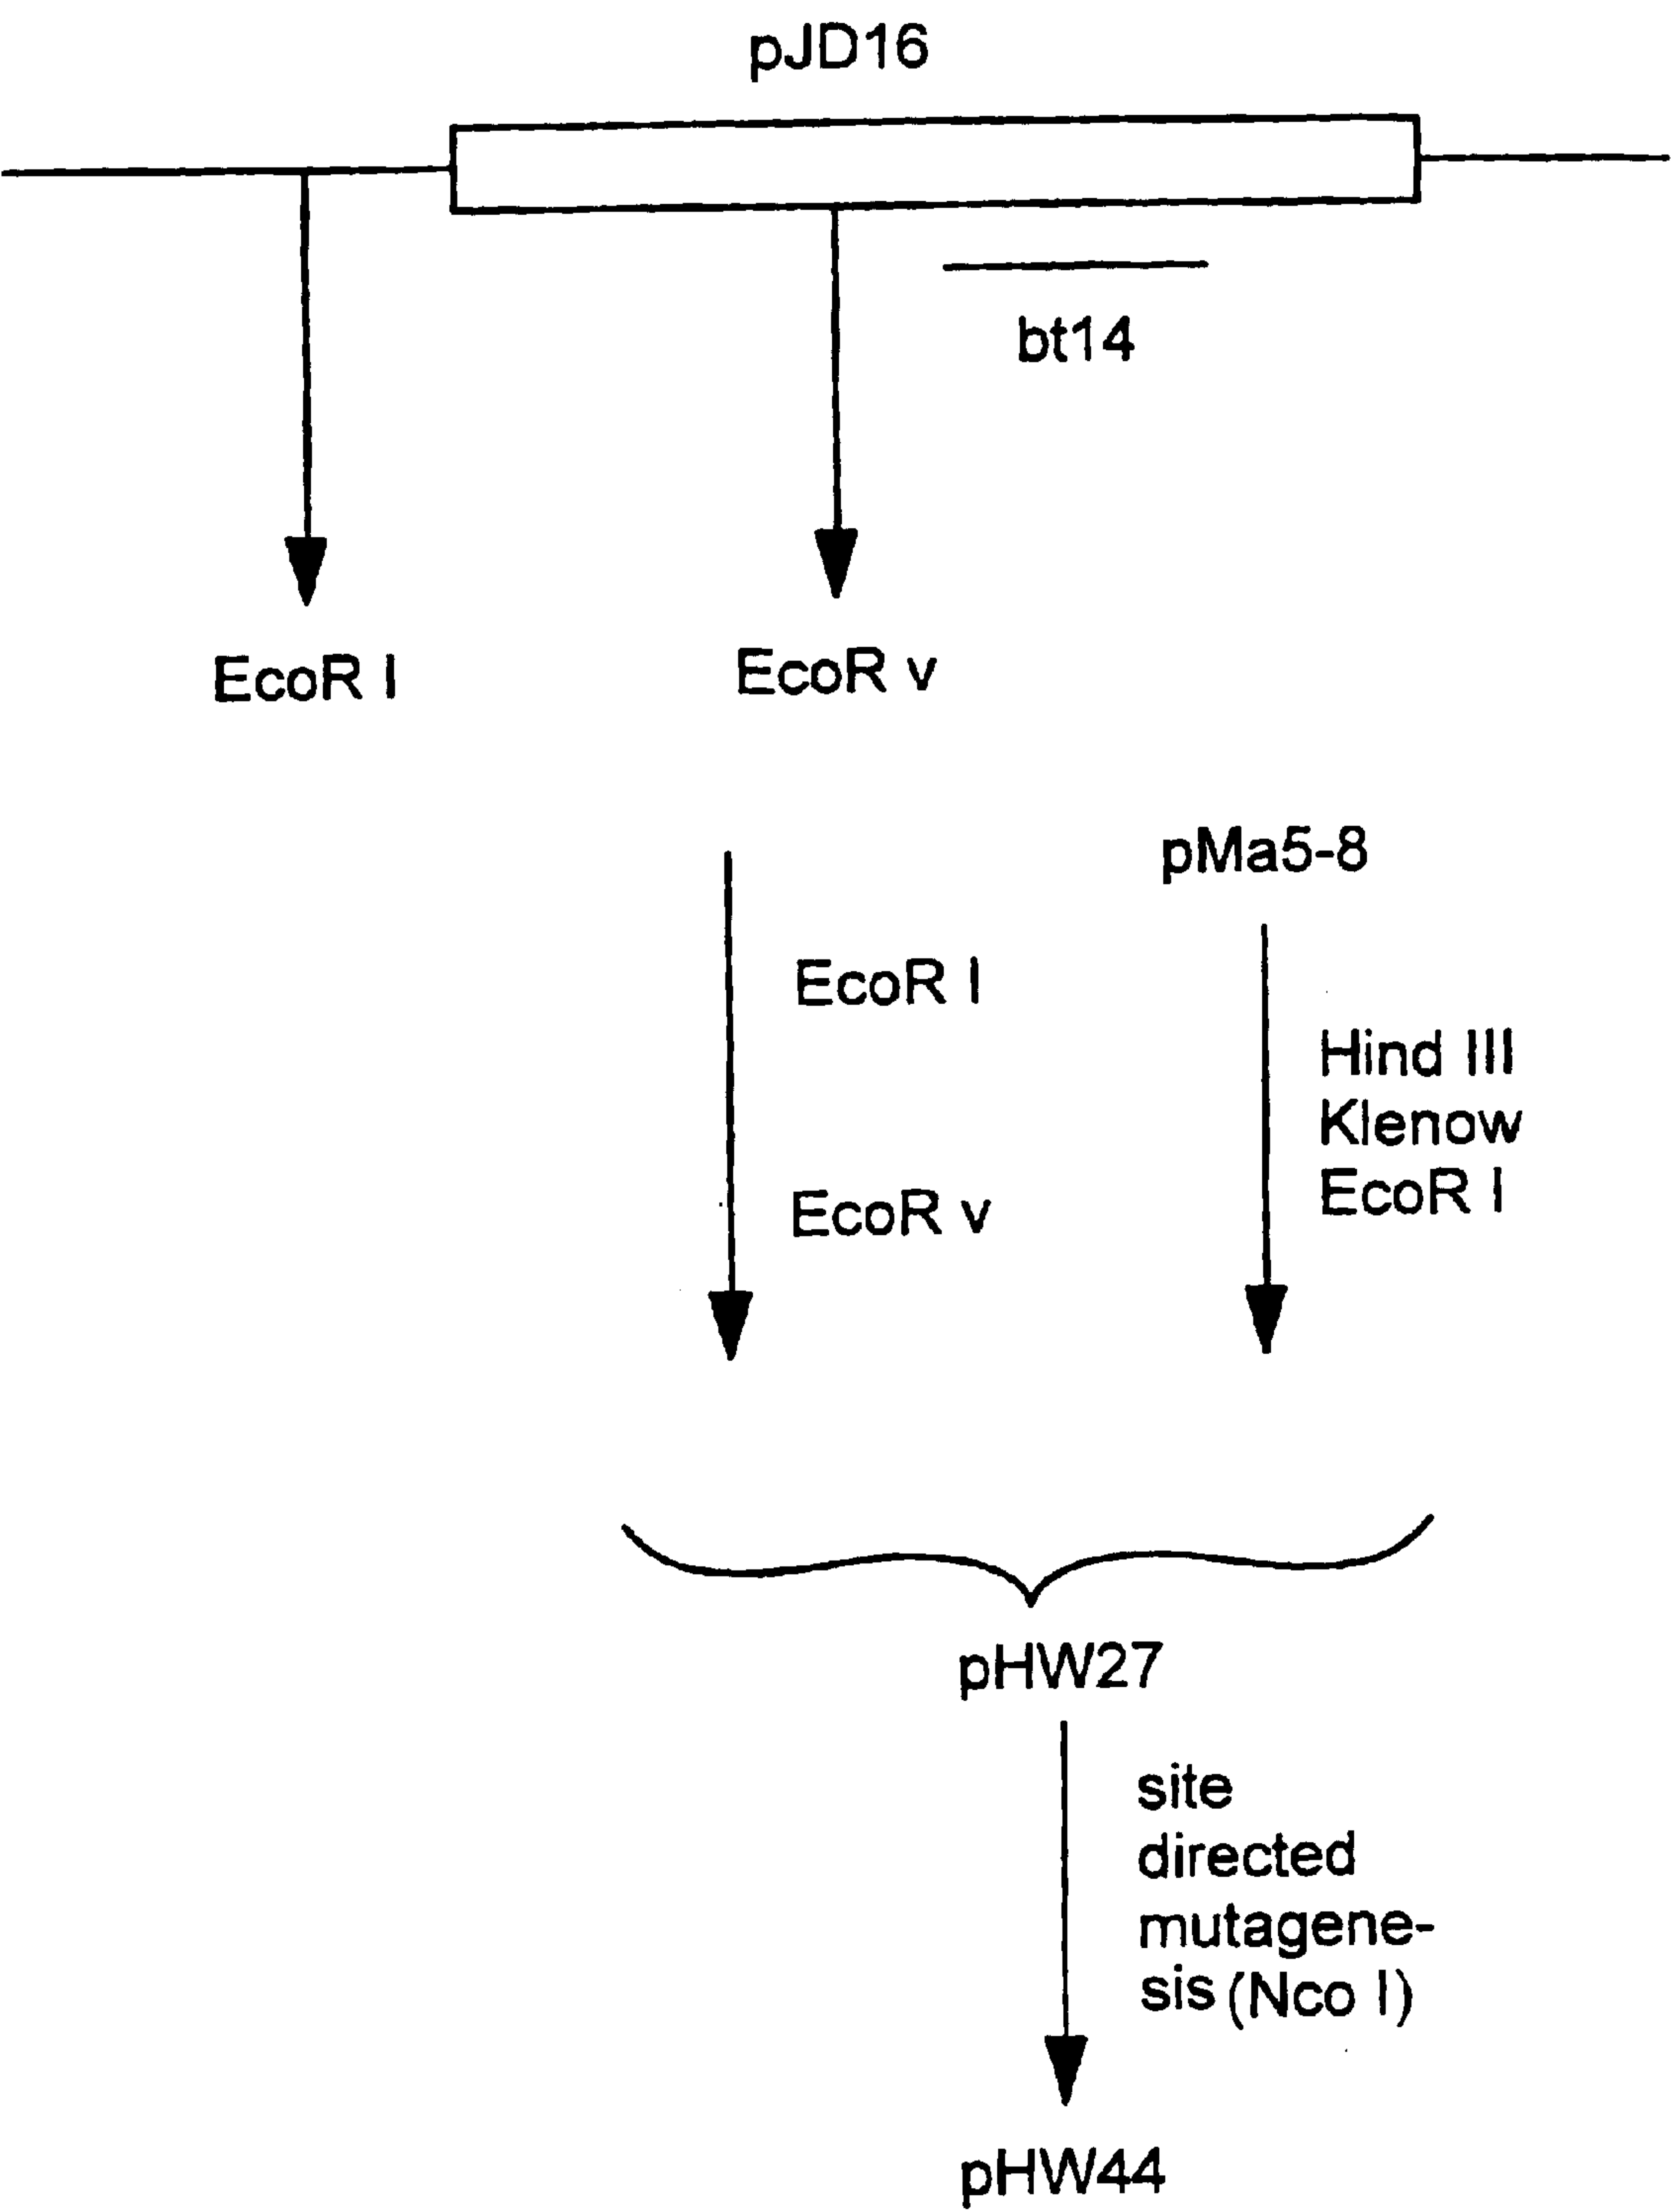 pJD16
bt14
EcoR I
EcoR v
pMa5-8
EcoR I
Hind III
Klenow
EcoR I
EcoR v
pHW27
site
directed
mutagene-
sis (Nco I)
pHW44